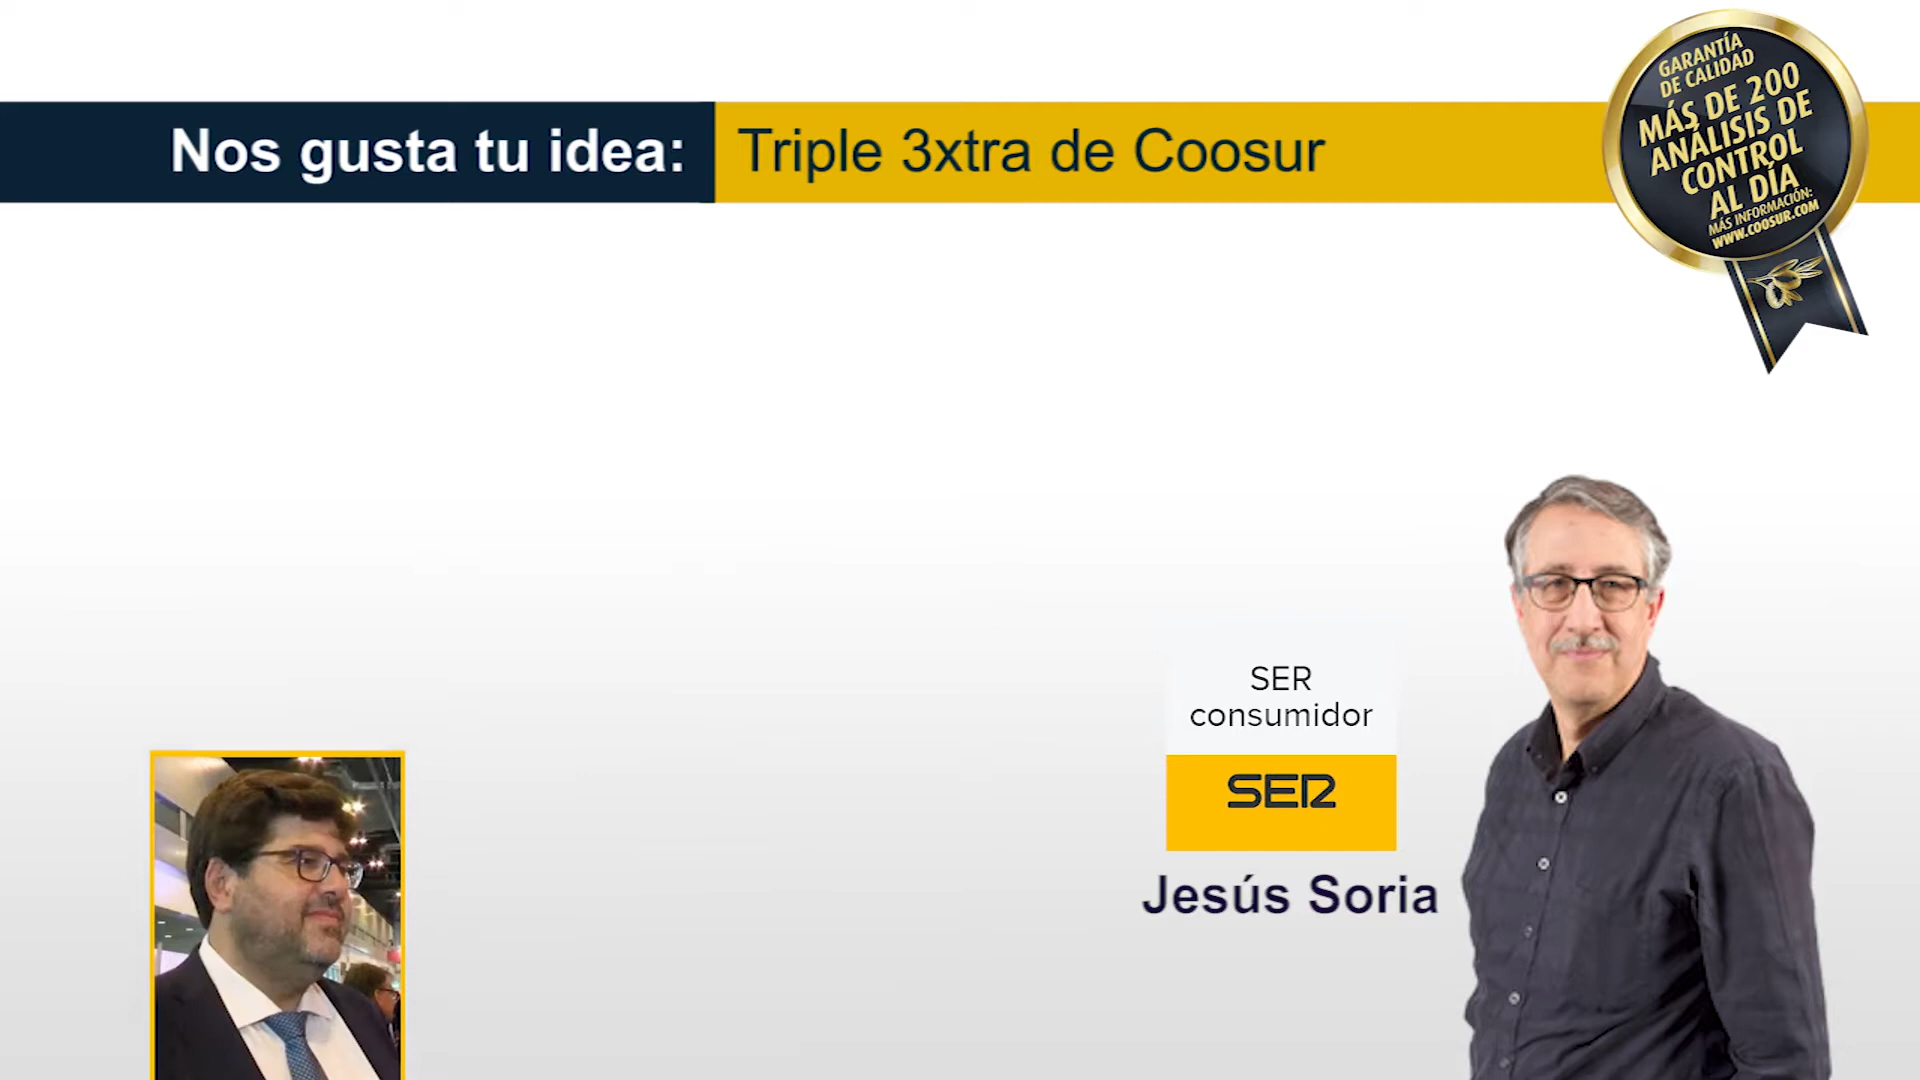 Nos gusta tu idea: Triple 3xtra de Coosur
GARANTÍA
DE CALIDAD
MÁS DE 200
ANÁLISIS DE
CONTROL
AL DÍA
MÁS INFORMACIÓN:
WWW.COOSUR.COM
SER
consumidor
SER
Jesús Soria